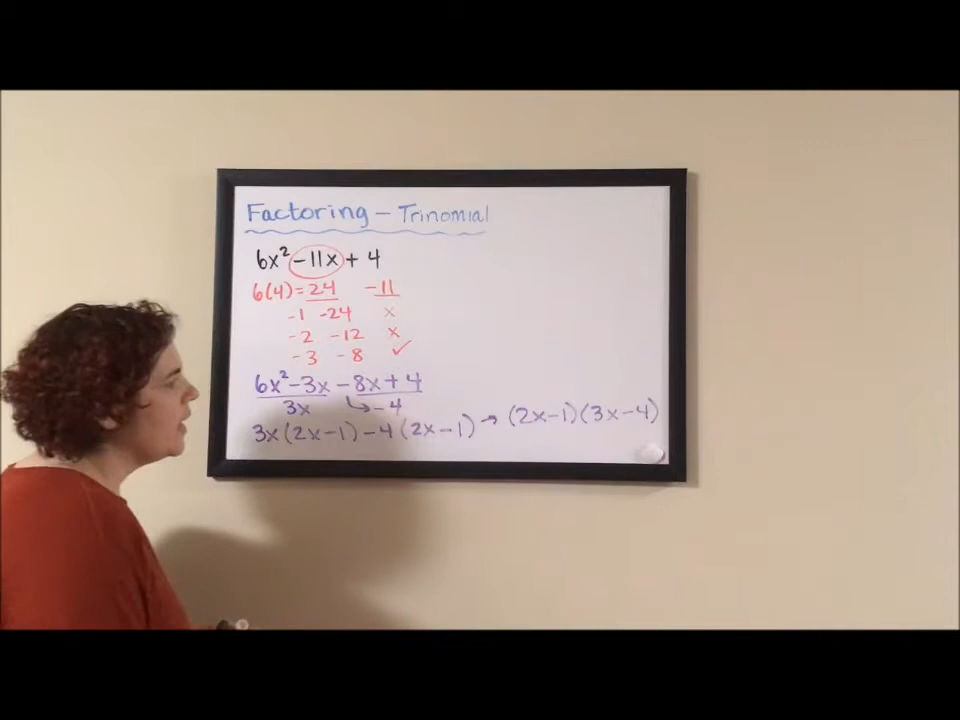 Factoring - Trinomial
6x² -11x + 4
6(4) = 24 -11
-1 -24 x
-2 -12 x
-3 -8 ✓
6x² -3x -8x + 4
3x ↳ -4
3x(2x-1) -4(2x-1) → (2x-1)(3x-4)